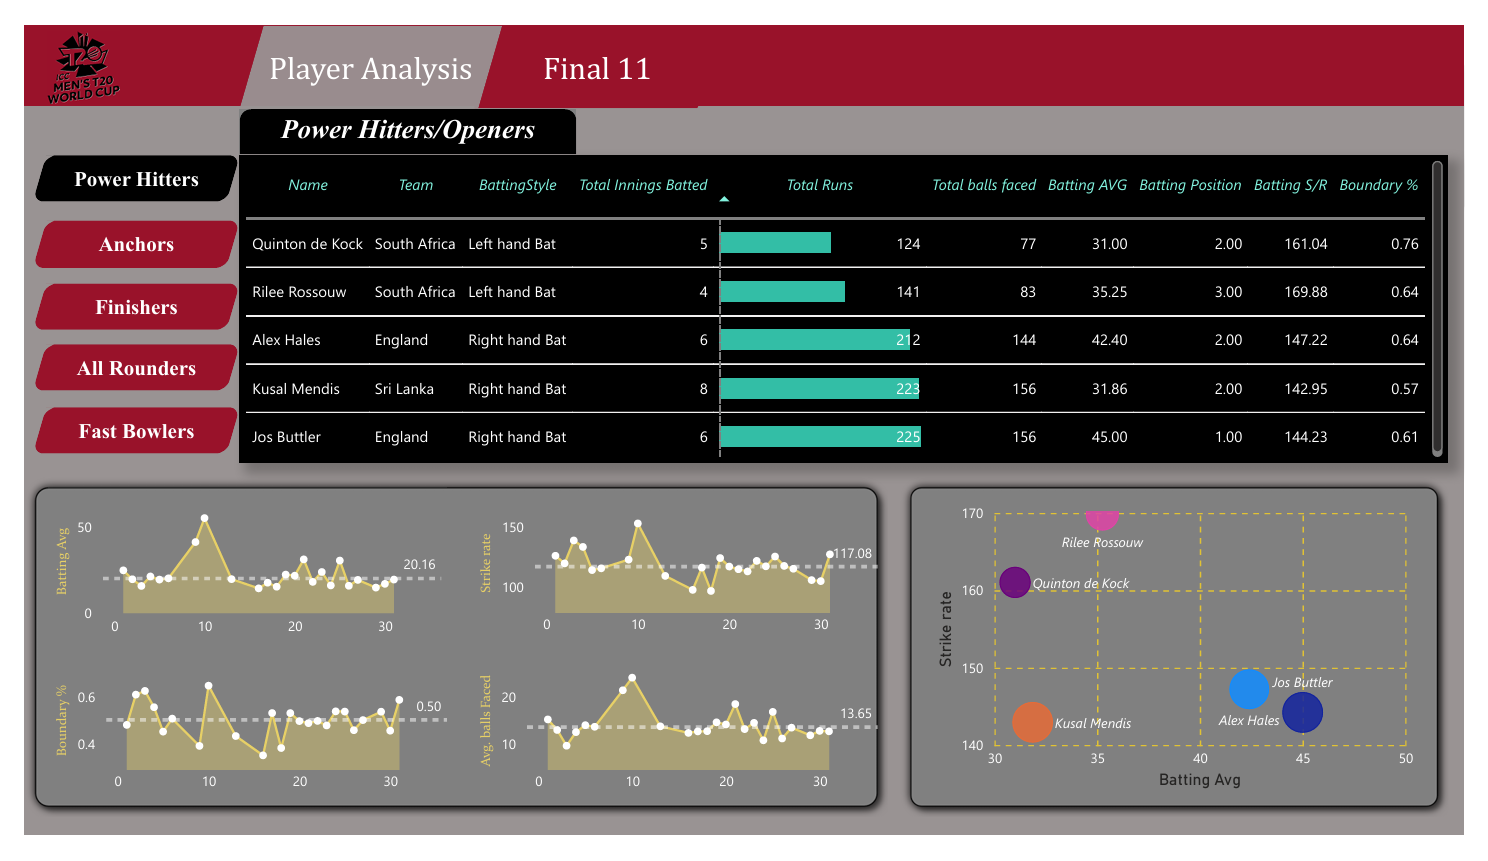 T20
ICC
MEN'S T20
WORLD CUP
Player Analysis
Final 11
Power Hitters/Openers
Power Hitters
Anchors
Finishers
All Rounders
Fast Bowlers
Name Team BattingStyle Total Innings Batted Total Runs Total balls faced Batting AVG Batting Position Batting S/R Boundary %
Quinton de Kock South Africa Left hand Bat 5 124 77 31.00 2.00 161.04 0.76
Rilee Rossouw South Africa Left hand Bat 4 141 83 35.25 3.00 169.88 0.64
Alex Hales England Right hand Bat 6 212 144 42.40 2.00 147.22 0.64
Kusal Mendis Sri Lanka Right hand Bat 8 223 156 31.86 2.00 142.95 0.57
Jos Buttler England Right hand Bat 6 225 156 45.00 1.00 144.23 0.61
Batting Avg
50
0
20.16
0 10 20 30
Strike rate
150
100
117.08
0 10 20 30
Boundary %
0.6
0.4
0.50
0 10 20 30
Avg. balls Faced
20
10
13.65
0 10 20 30
Strike rate
170
160
150
140
Rilee Rossouw
Quinton de Kock
Jos Buttler
Alex Hales
Kusal Mendis
30 35 40 45 50
Batting Avg